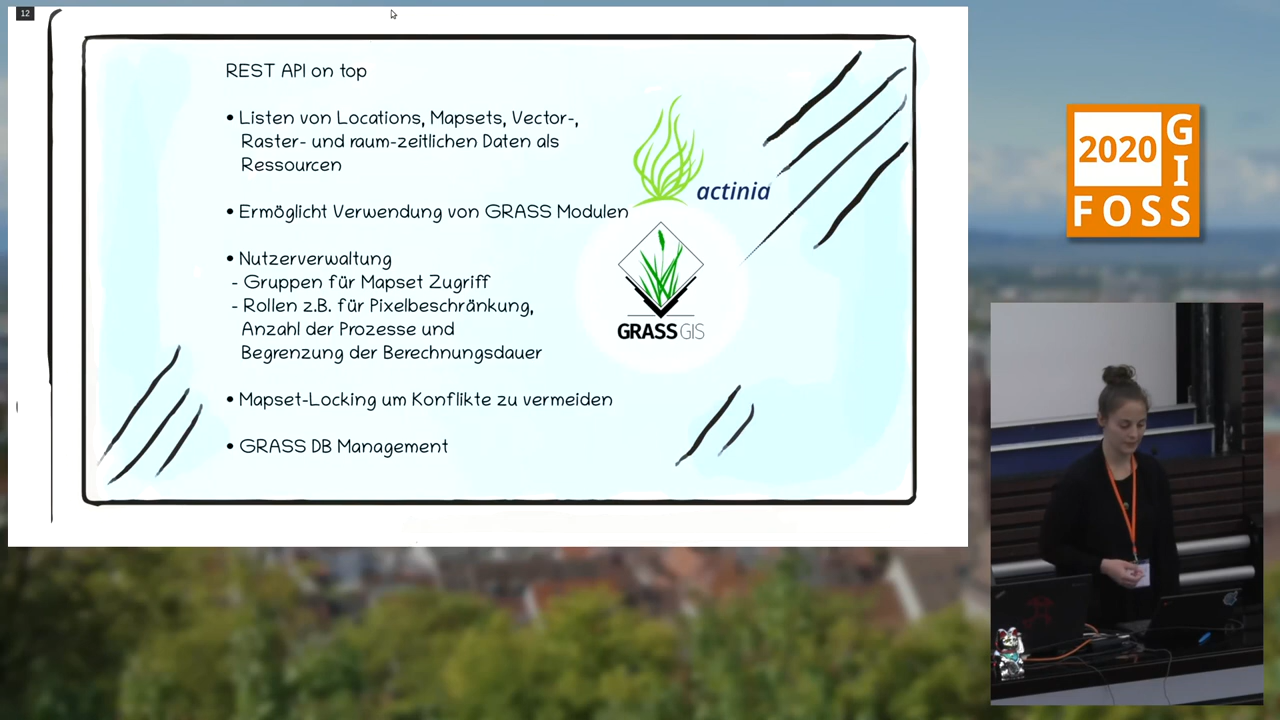 12
REST API on top
• Listen von Locations, Mapsets, Vector-,
Raster- und raum-zeitlichen Daten als
Ressourcen
• Ermöglicht Verwendung von GRASS Modulen
• Nutzerverwaltung
- Gruppen für Mapset Zugriff
- Rollen z.B. für Pixelbeschränkung,
Anzahl der Prozesse und
Begrenzung der Berechnungsdauer
• Mapset-Locking um Konflikte zu vermeiden
• GRASS DB Management
actinia
GRASS GIS
2020
GIS
FOSS